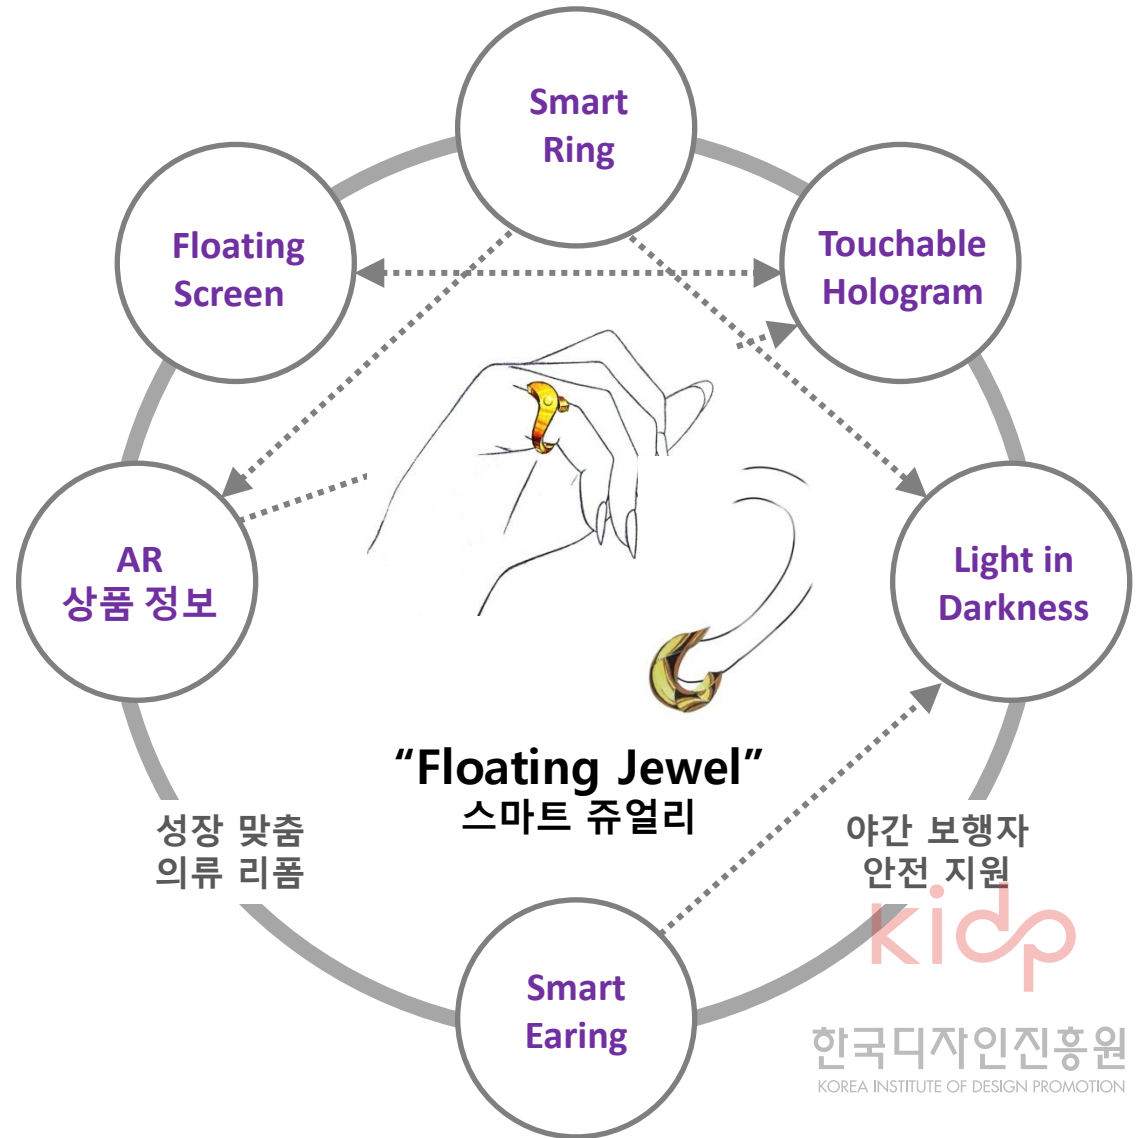 Smart
Ring
Floating
Screen
Touchable
Hologram
AR
상품 정보
Light in
Darkness
“Floating Jewel”
스마트 쥬얼리
성장 맞춤
의류 리폼
야간 보행자
안전 지원
Smart
Earing
kidp
한국디자인진흥원
KOREA INSTITUTE OF DESIGN PROMOTION